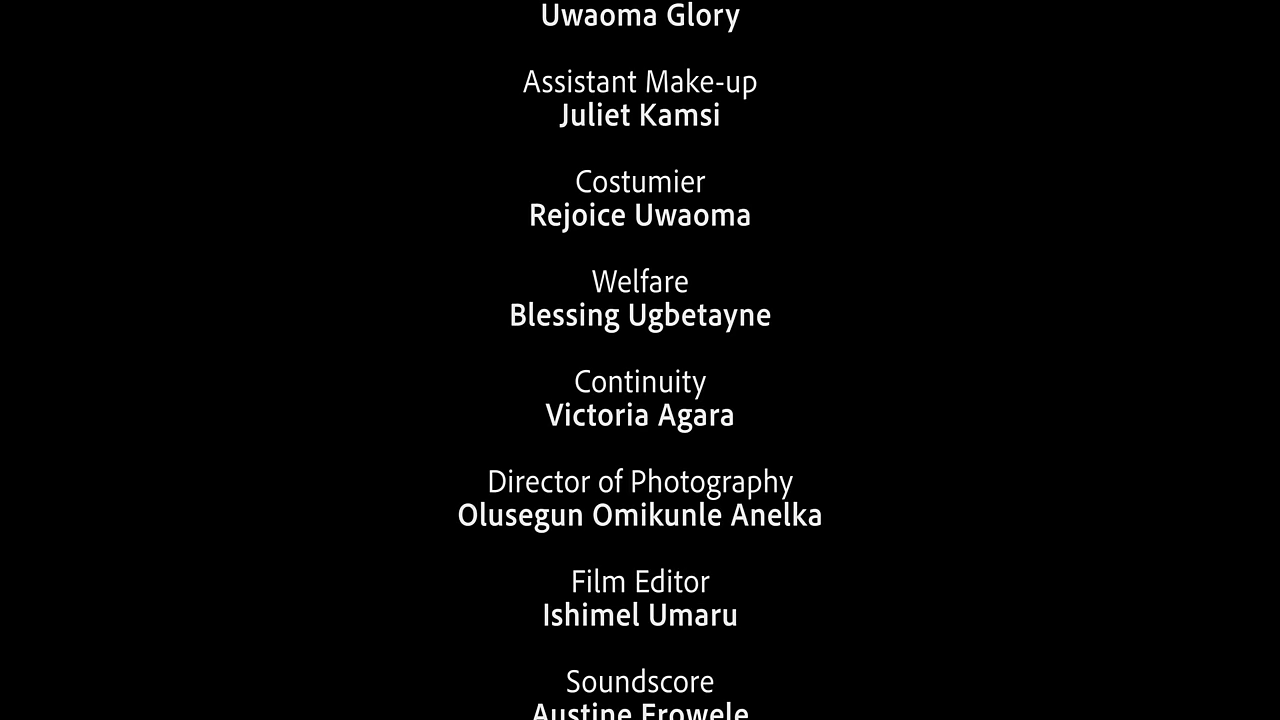 Uwaoma Glory
Assistant Make-up
Juliet Kamsi
Costumier
Rejoice Uwaoma
Welfare
Blessing Ugbetayne
Continuity
Victoria Agara
Director of Photography
Olusegun Omikunle Anelka
Film Editor
Ishimel Umaru
Soundscore
Austine Erowele